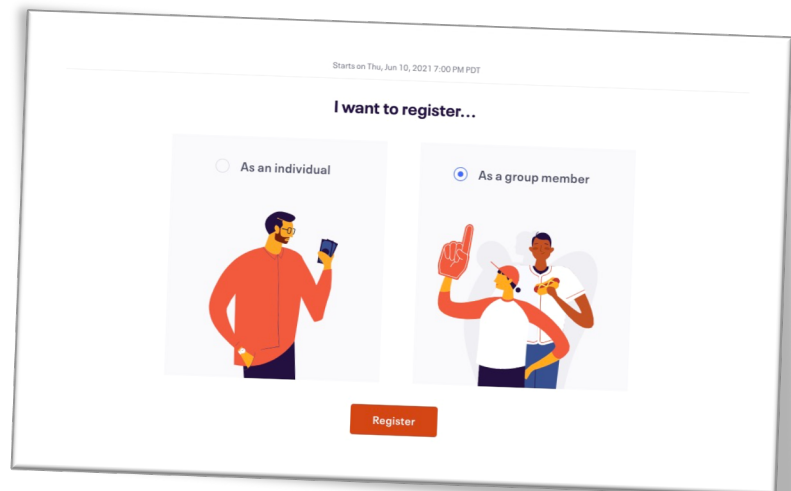 Starts on Thu, Jun 10, 2021 7:00 PM PDT
I want to register...
As an individual
As a group member
Register